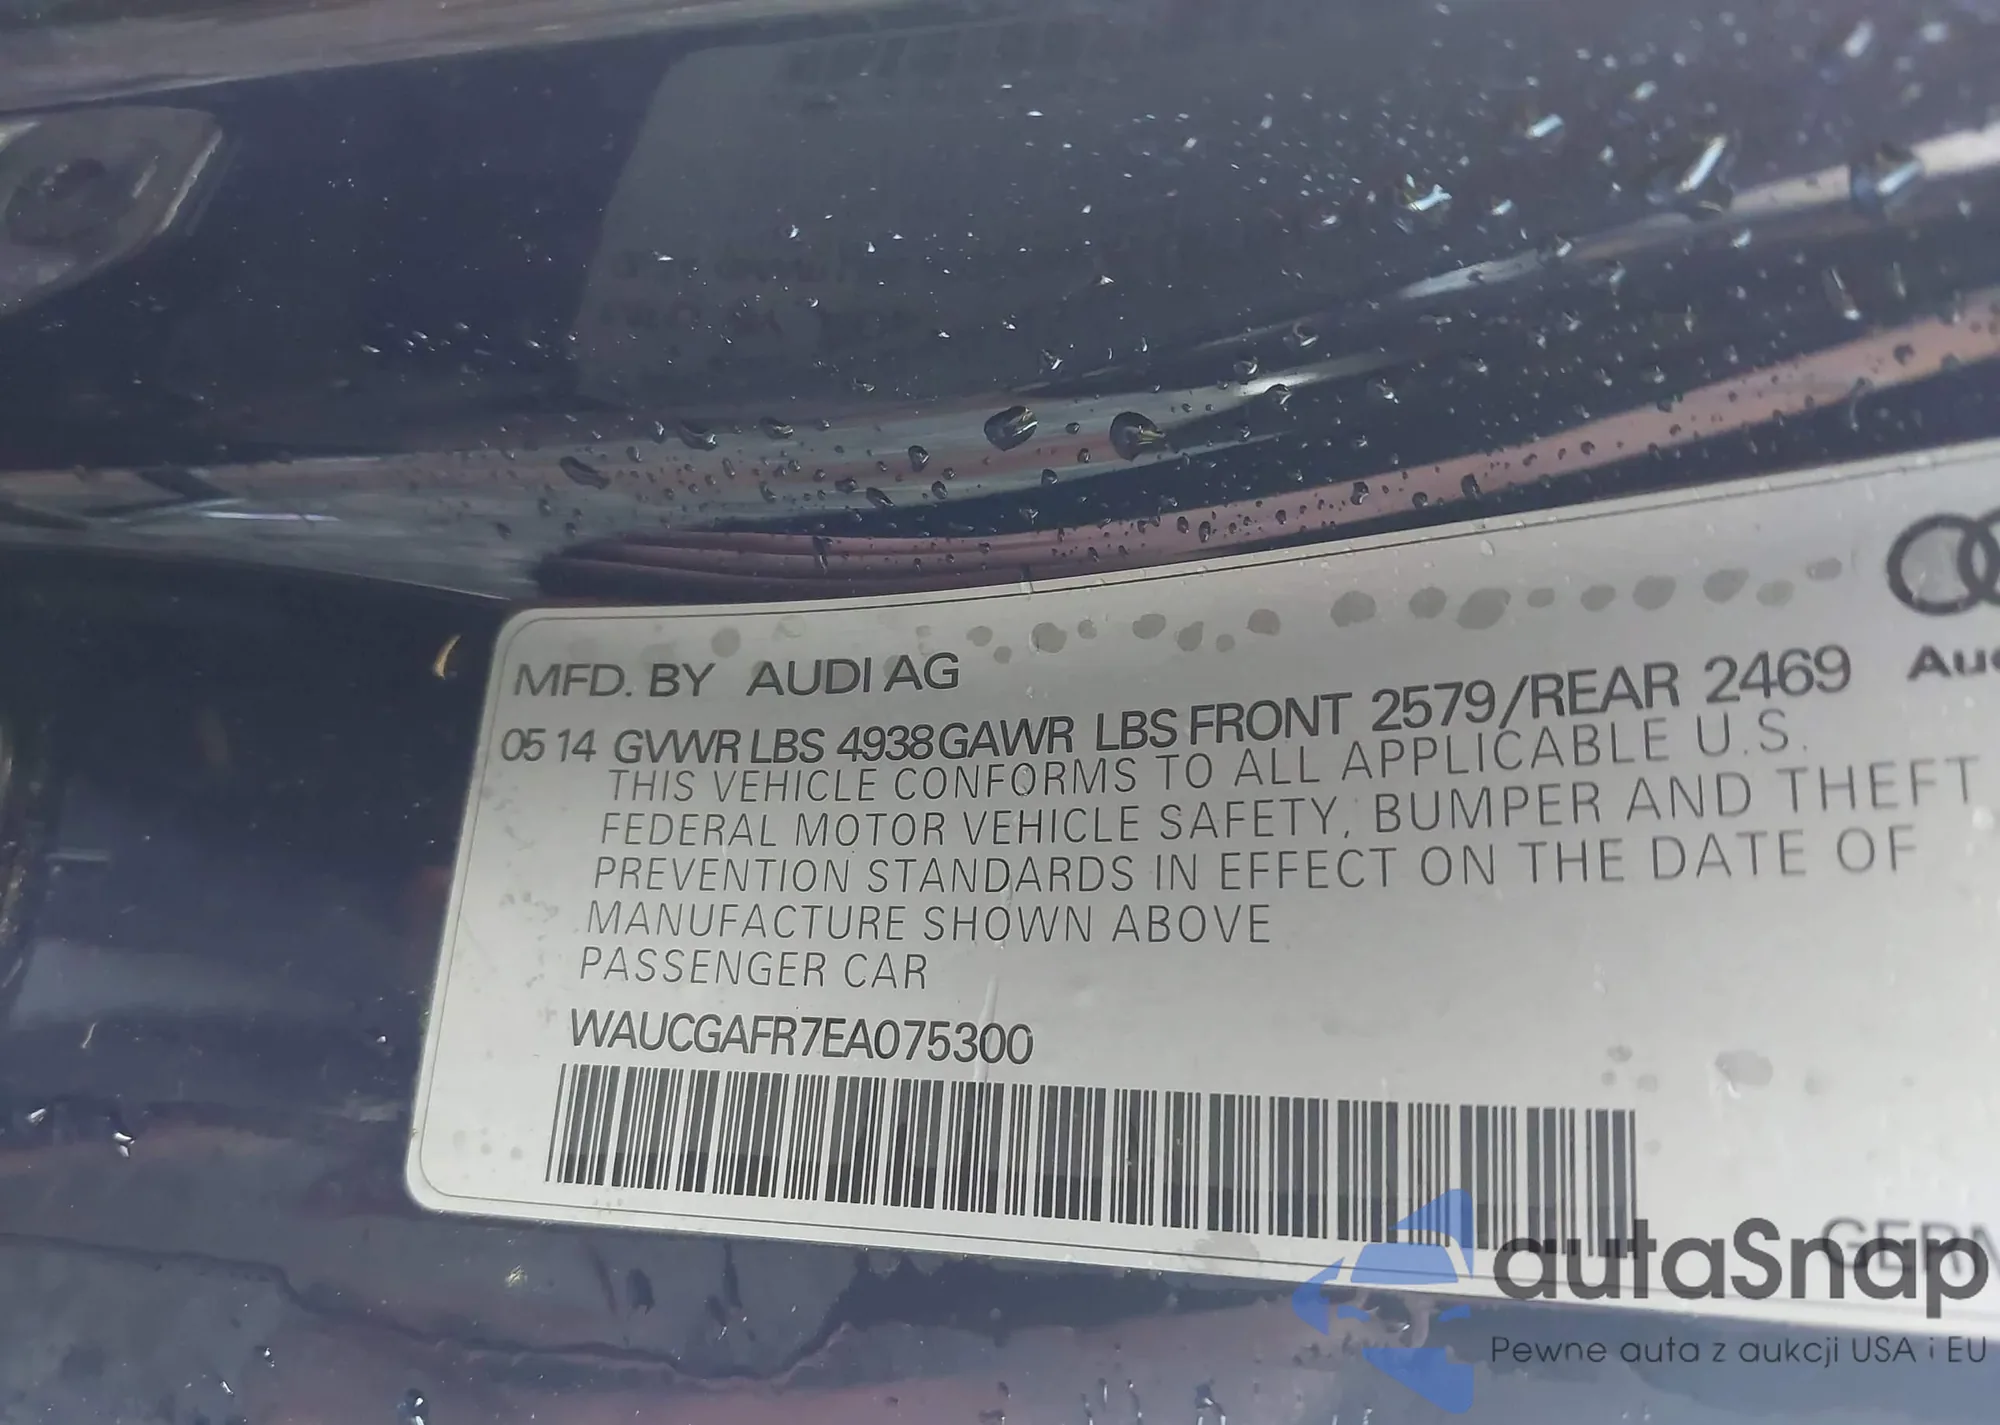 MFD. BY AUDI AG
05 14 GVWR LBS 4938 GAWR LBS FRONT 2579/REAR 2469
THIS VEHICLE CONFORMS TO ALL APPLICABLE U.S.
FEDERAL MOTOR VEHICLE SAFETY, BUMPER AND THEFT
PREVENTION STANDARDS IN EFFECT ON THE DATE OF
MANUFACTURE SHOWN ABOVE
PASSENGER CAR
WAUCGAFR7EA075300
autaSnap
Pewne auta z aukcji USA i EU